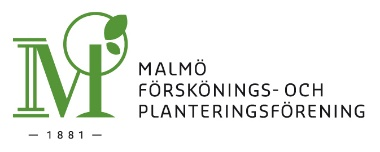 M
MALMÖ
FÖRSKÖNINGS- OCH
PLANTERINGSFÖRENING
— 1881 —